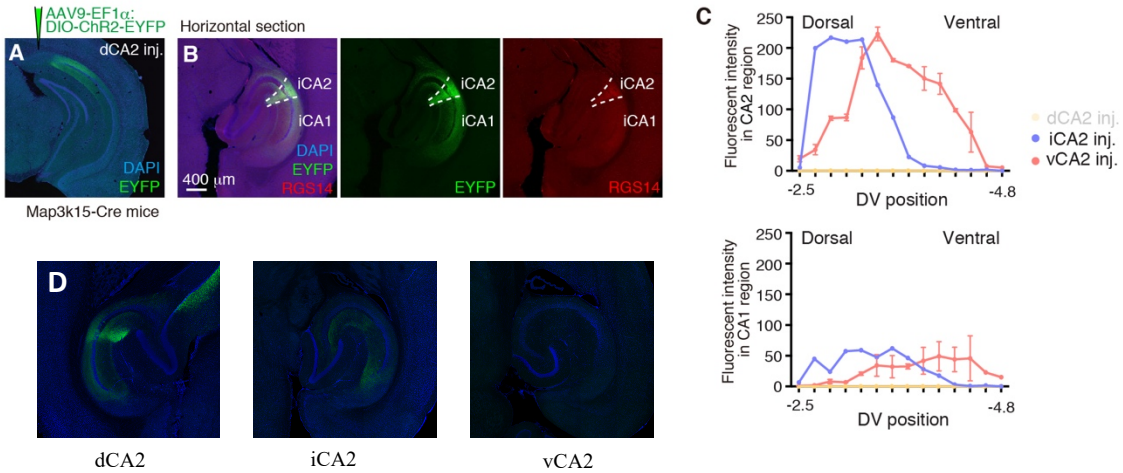 AAV9-EF1α:
DIO-ChR2-EYFP
A
dCA2 inj.
DAPI
EYFP
Map3k15-Cre mice
Horizontal section
B
iCA2
iCA1
DAPI
EYFP
RGS14
400 μm
iCA2
iCA1
EYFP
iCA2
iCA1
RGS14
C
Dorsal
Ventral
Fluorescent intensity
in CA2 region
250
200
150
100
50
0
-2.5
-4.8
DV position
dCA2 inj.
iCA2 inj.
vCA2 inj.
Dorsal
Ventral
Fluorescent intensity
in CA1 region
250
200
150
100
50
0
-2.5
-4.8
DV position
D
dCA2
iCA2
vCA2